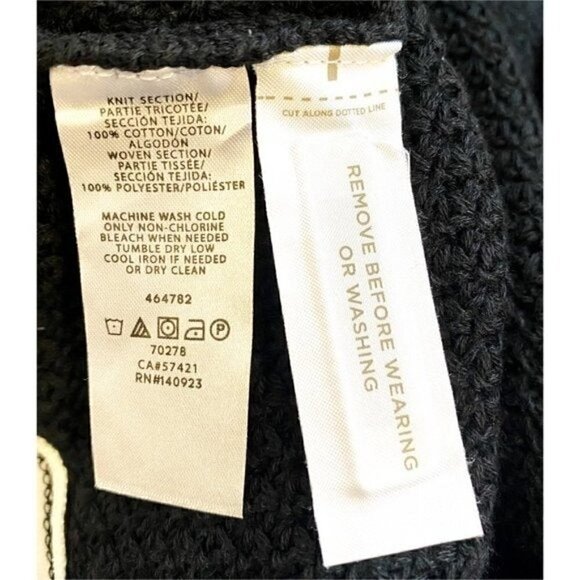 KNIT SECTION/
PARTIE TRICOTÉE/
SECCIÓN TEJIDA:
100% COTTON/COTON/
ALGODÓN
WOVEN SECTION/
PARTIE TISSÉE/
SECCIÓN TEJIDA:
100% POLYESTER/POLIÉSTER
MACHINE WASH COLD
ONLY NON-CHLORINE
BLEACH WHEN NEEDED
TUMBLE DRY LOW
COOL IRON IF NEEDED
OR DRY CLEAN
464782
P
70278
CA#57421
RN#140923
CUT ALONG DOTTED LINE
REMOVE BEFORE WEARING
OR WASHING